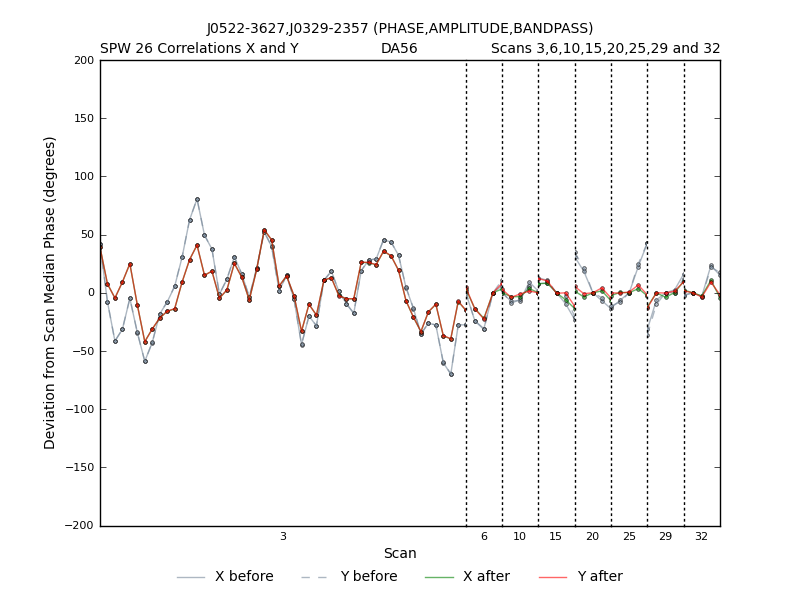 J0522-3627,J0329-2357 (PHASE,AMPLITUDE,BANDPASS)
SPW 26 Correlations X and Y DA56 Scans 3,6,10,15,20,25,29 and 32
200
150
100
50
0
−50
−100
−150
−200
Deviation from Scan Median Phase (degrees)
3 6 10 15 20 25 29 32
Scan
X before Y before X after Y after